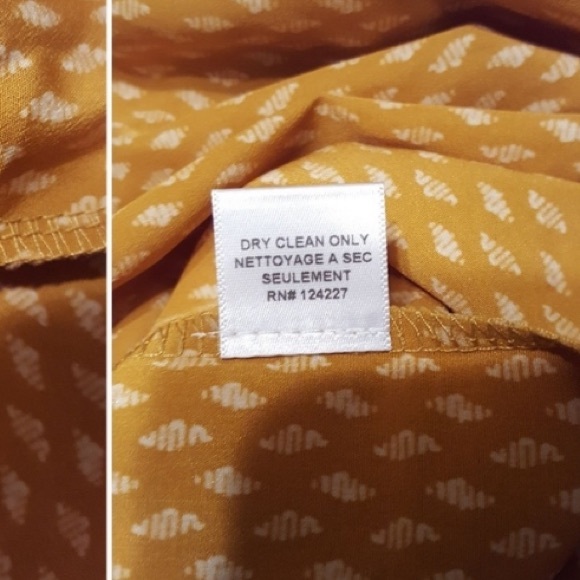 DRY CLEAN ONLY
NETTOYAGE A SEC
SEULEMENT
RN# 124227